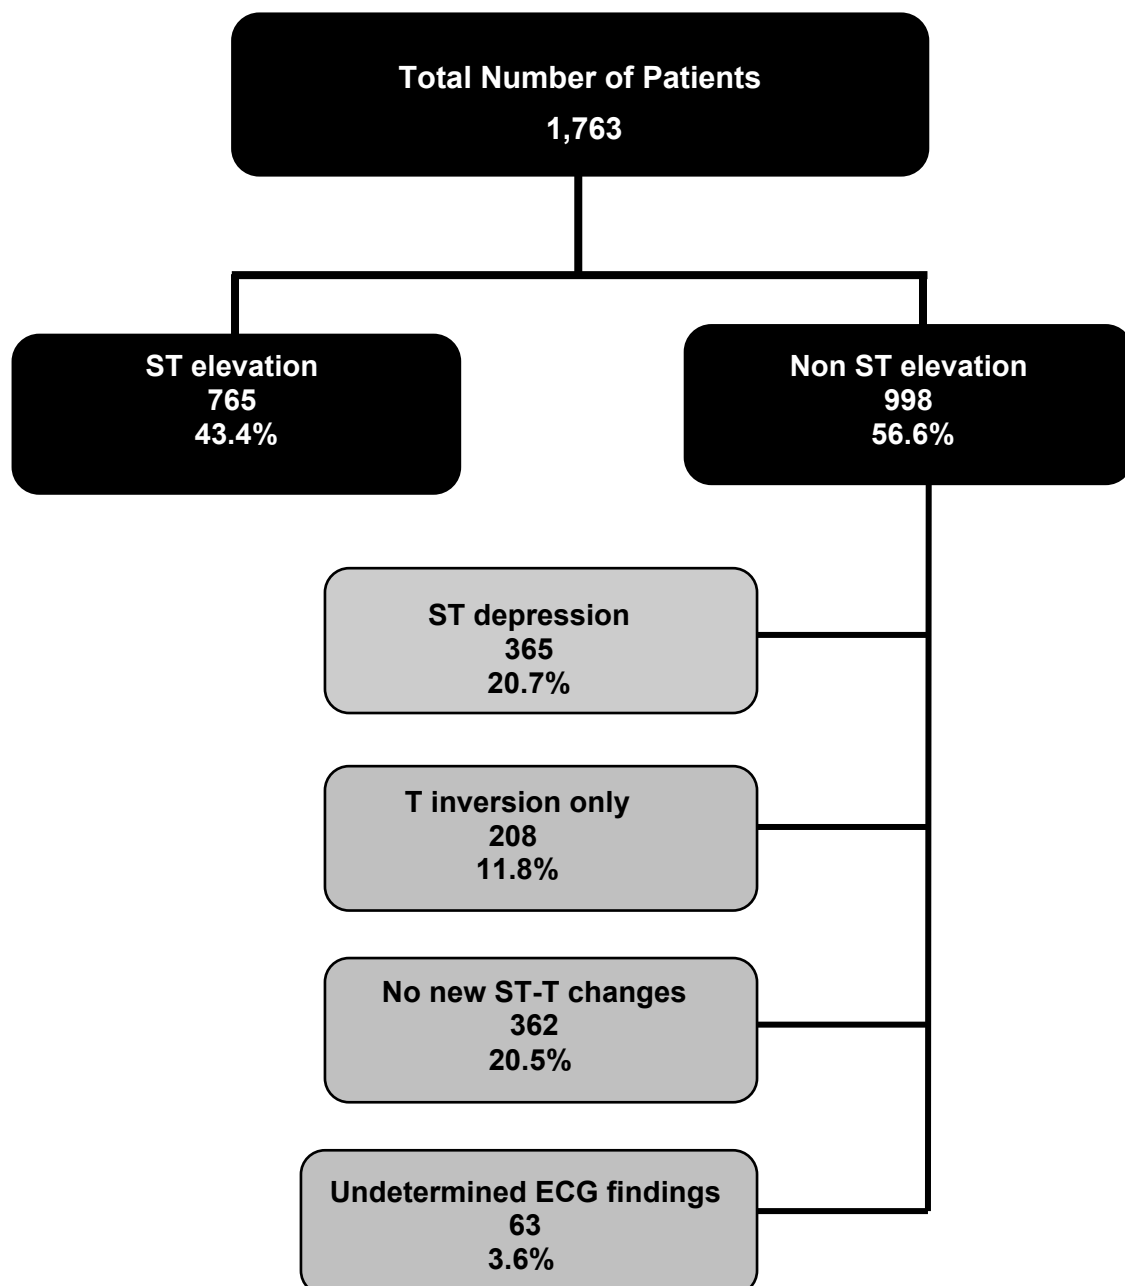 Total Number of Patients
1,763
ST elevation
765
43.4%
Non ST elevation
998
56.6%
ST depression
365
20.7%
T inversion only
208
11.8%
No new ST-T changes
362
20.5%
Undetermined ECG findings
63
3.6%